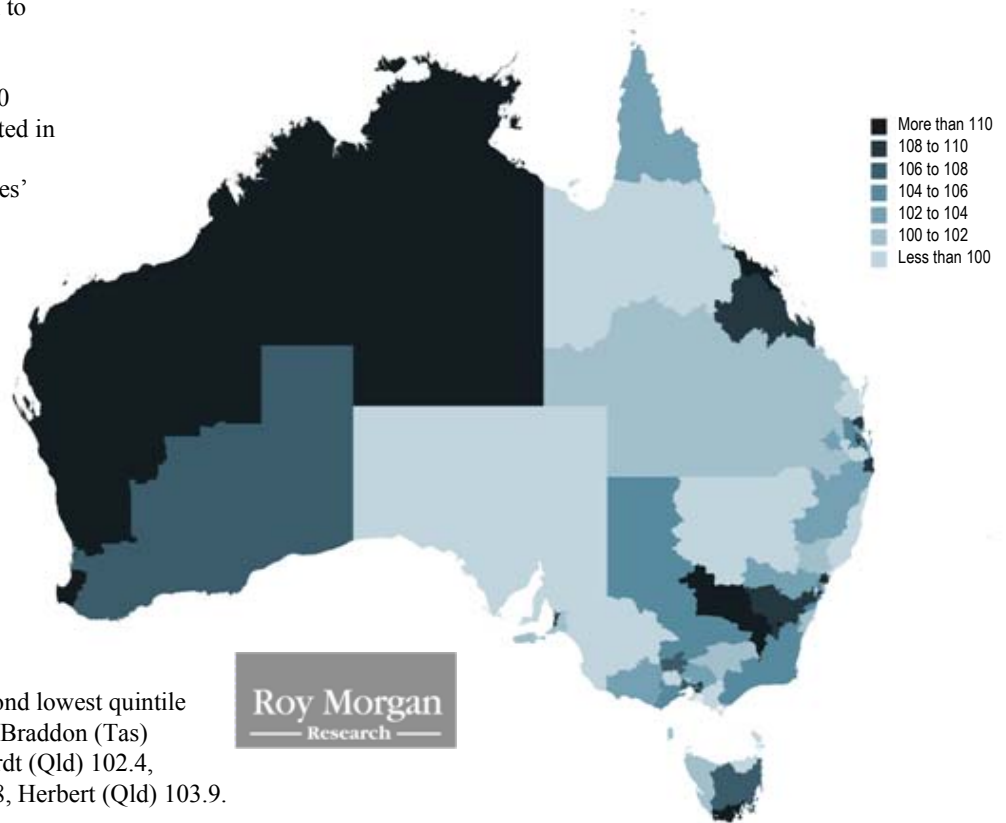 to
0
ted in
es’
More than 110
108 to 110
106 to 108
104 to 106
102 to 104
100 to 102
Less than 100
Roy Morgan
Research
ond lowest quintile
Braddon (Tas)
rdt (Qld) 102.4,
8, Herbert (Qld) 103.9.